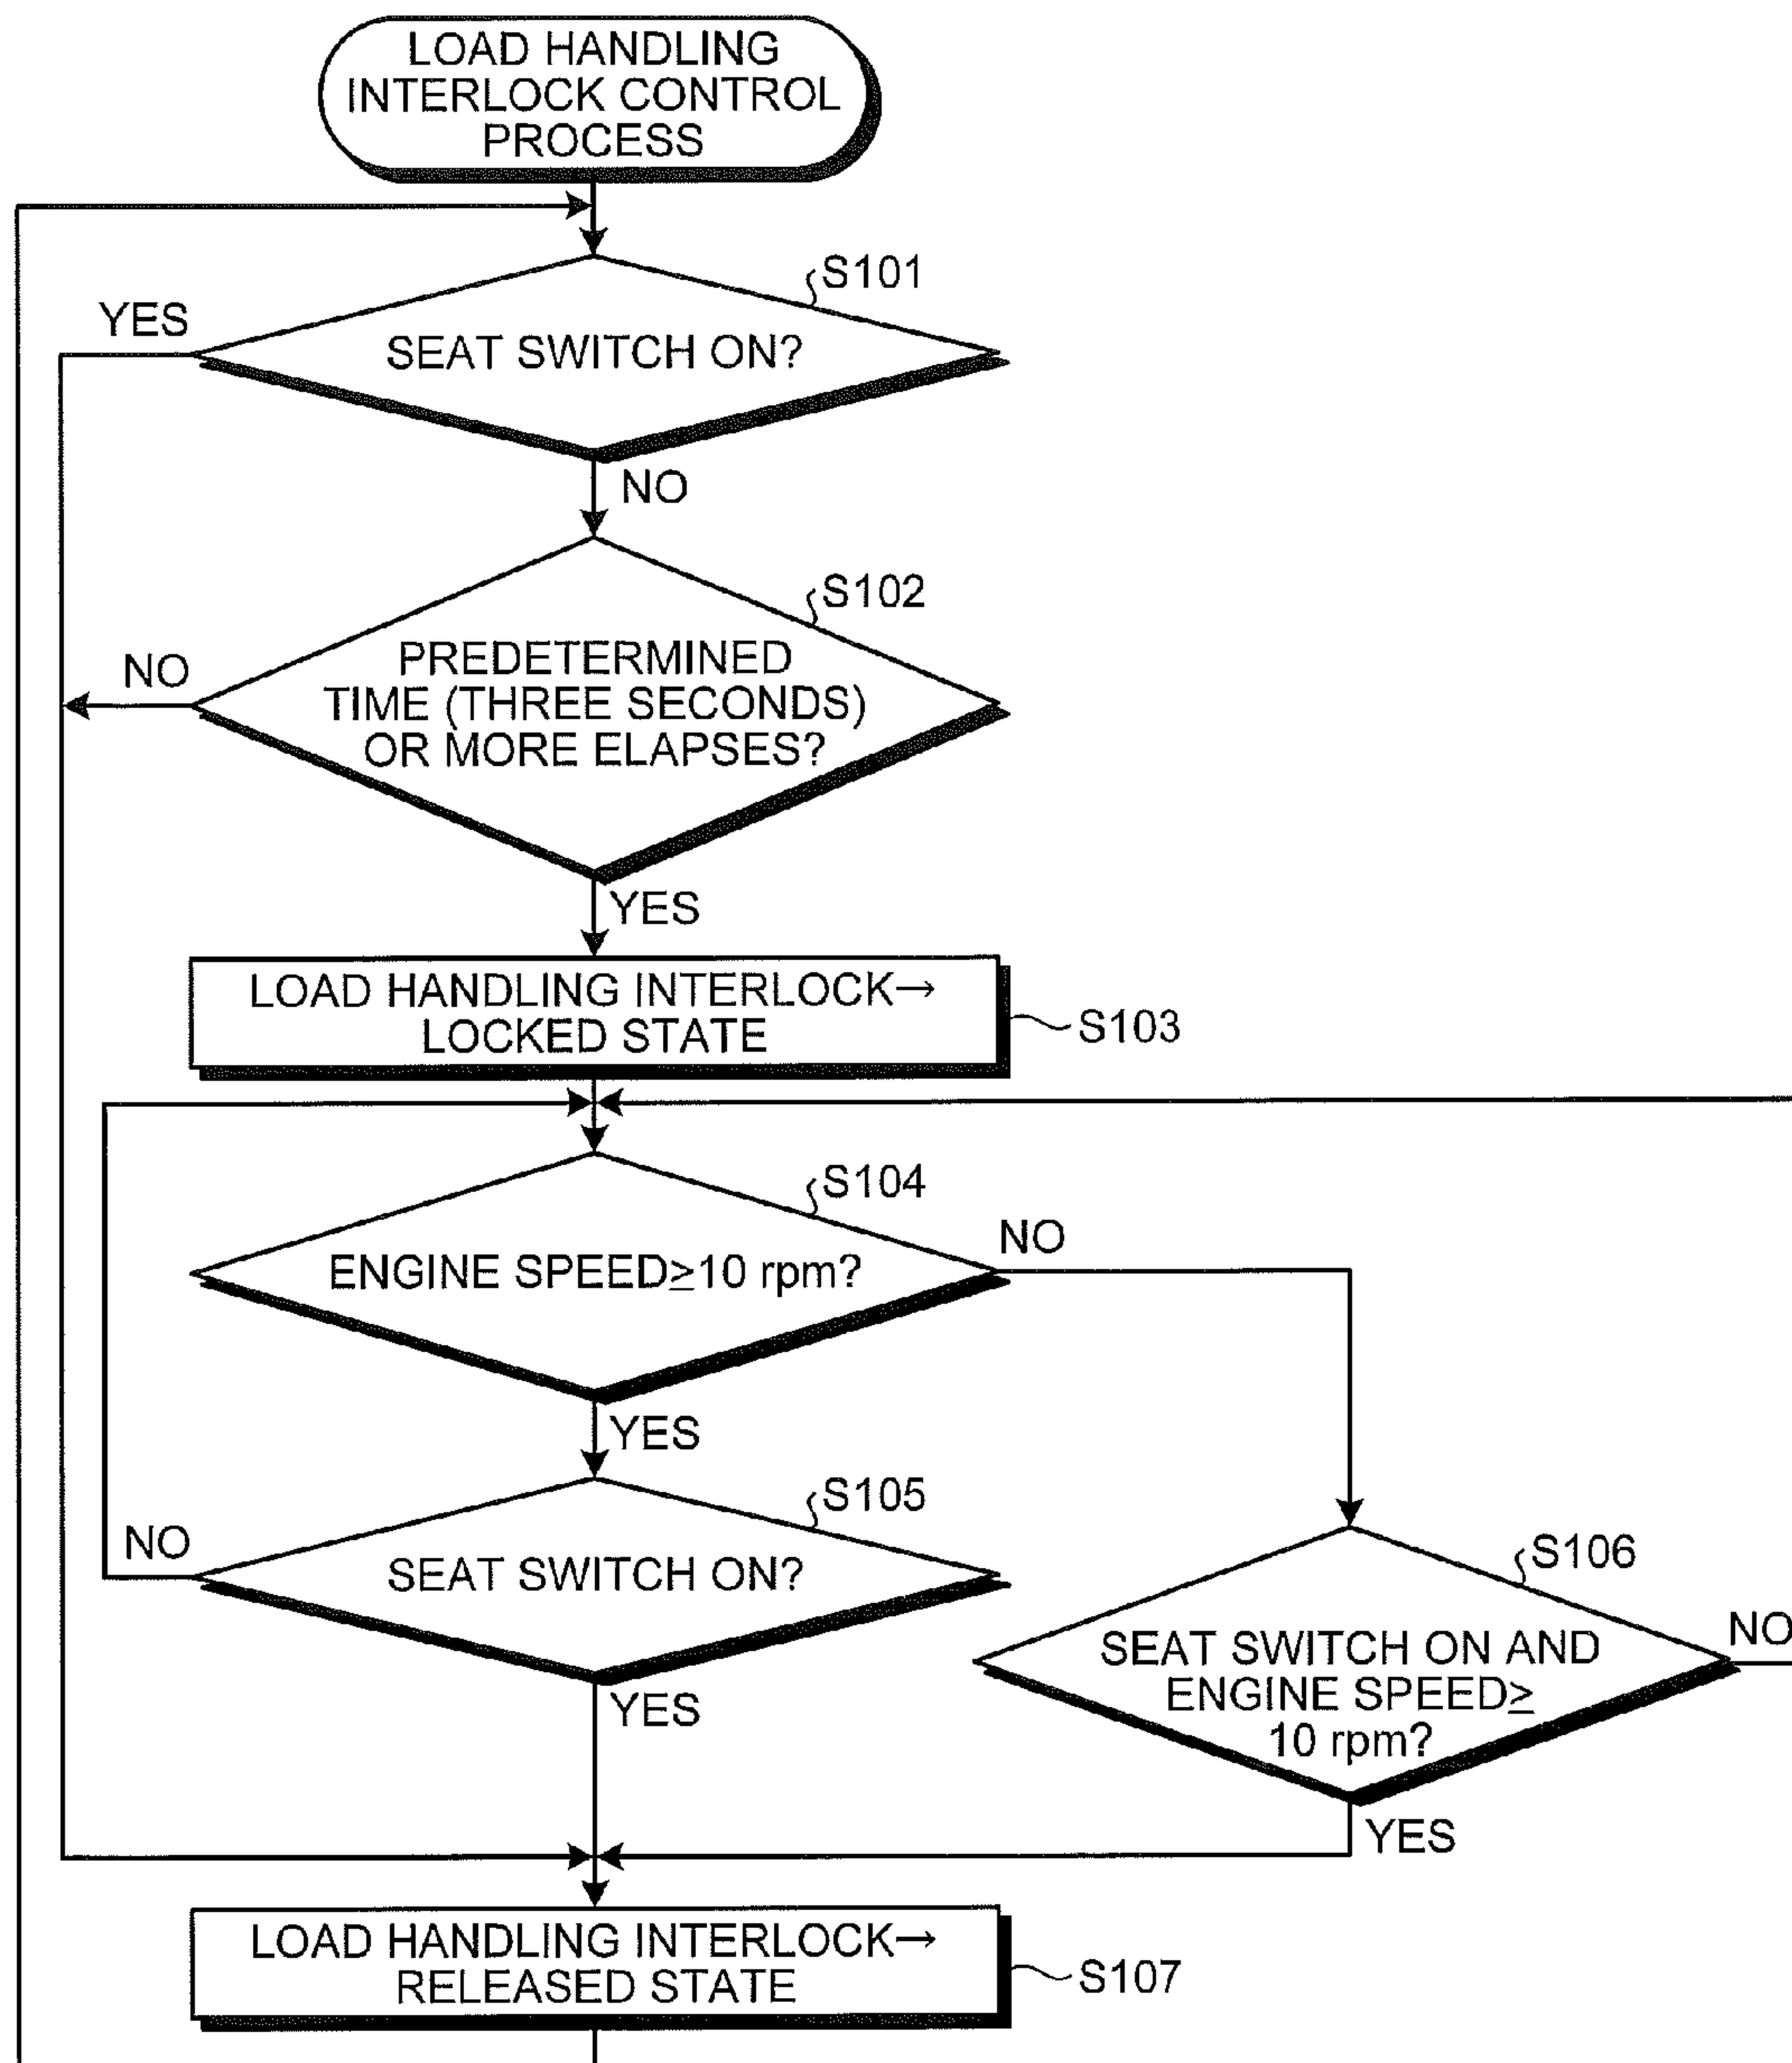 LOAD HANDLING
INTERLOCK CONTROL
PROCESS
S101
YES
SEAT SWITCH ON?
NO
S102
NO
PREDETERMINED
TIME (THREE SECONDS)
OR MORE ELAPSES?
YES
LOAD HANDLING INTERLOCK→
LOCKED STATE
S103
S104
NO
ENGINE SPEED≥10 rpm?
YES
S105
NO
SEAT SWITCH ON?
YES
S106
NO
SEAT SWITCH ON AND
ENGINE SPEED≥
10 rpm?
YES
LOAD HANDLING INTERLOCK→
RELEASED STATE
S107